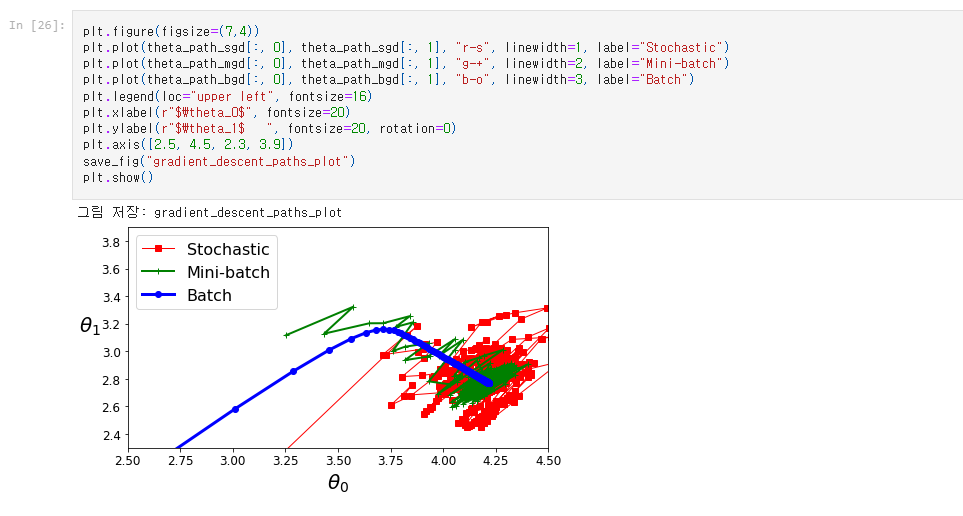 In [26]:
plt.figure(figsize=(7,4))
plt.plot(theta_path_sgd[:, 0], theta_path_sgd[:, 1], "r-s", linewidth=1, label="Stochastic")
plt.plot(theta_path_mgd[:, 0], theta_path_mgd[:, 1], "g-+", linewidth=2, label="Mini-batch")
plt.plot(theta_path_bgd[:, 0], theta_path_bgd[:, 1], "b-o", linewidth=3, label="Batch")
plt.legend(loc="upper left", fontsize=16)
plt.xlabel(r"$₩theta_0$", fontsize=20)
plt.ylabel(r"$₩theta_1$   ", fontsize=20, rotation=0)
plt.axis([2.5, 4.5, 2.3, 3.9])
save_fig("gradient_descent_paths_plot")
plt.show()
그림 저장: gradient_descent_paths_plot
Stochastic
Mini-batch
Batch
θ1
3.8
3.6
3.4
3.2
3.0
2.8
2.6
2.4
2.50 2.75 3.00 3.25 3.50 3.75 4.00 4.25 4.50
θ0